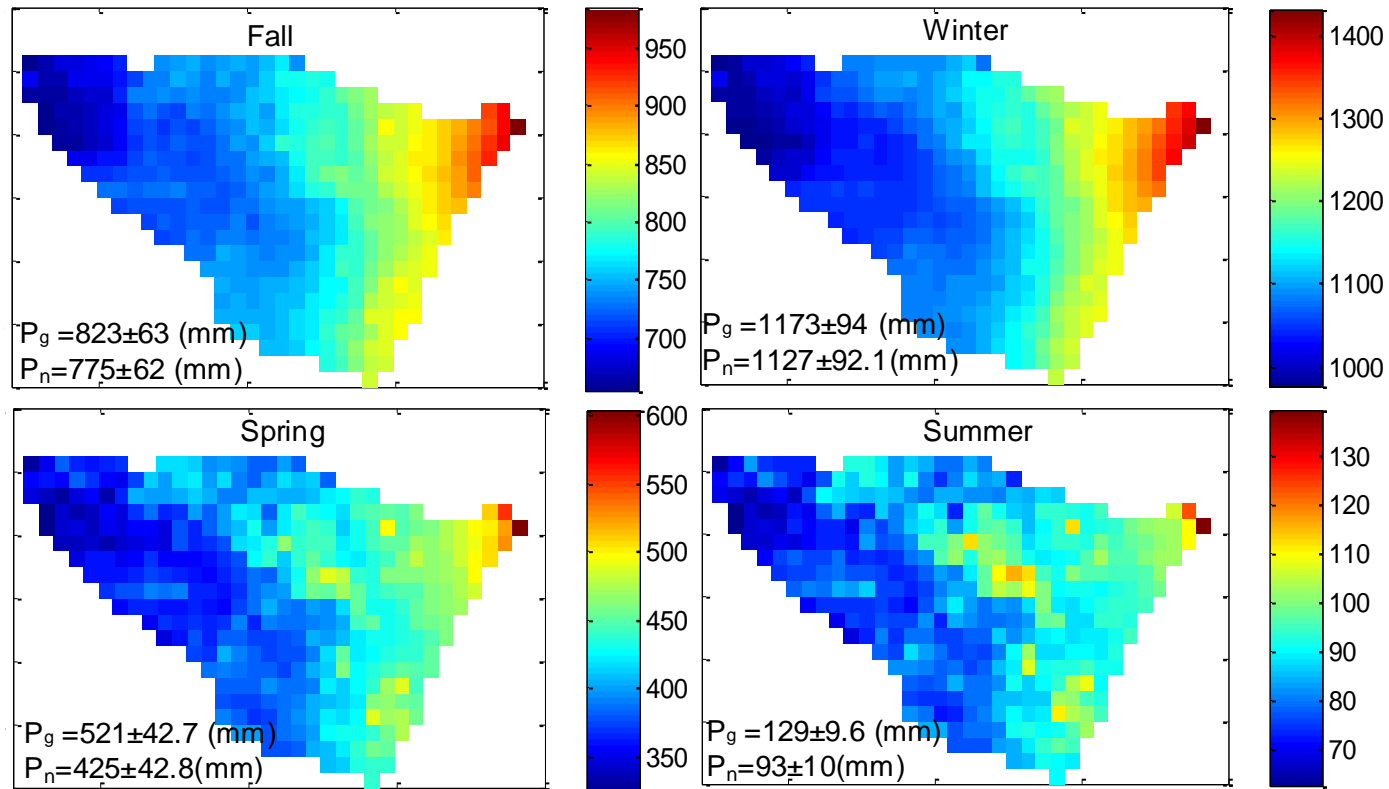 Fall
950
900
850
800
750
700
Pg =823±63 (mm)
Pn=775±62 (mm)
Winter
1400
1300
1200
1100
1000
Pg =1173±94 (mm)
Pn=1127±92.1(mm)
Spring
600
550
500
450
400
350
Pg =521±42.7 (mm)
Pn=425±42.8(mm)
Summer
130
120
110
100
90
80
70
Pg =129±9.6 (mm)
Pn=93±10(mm)